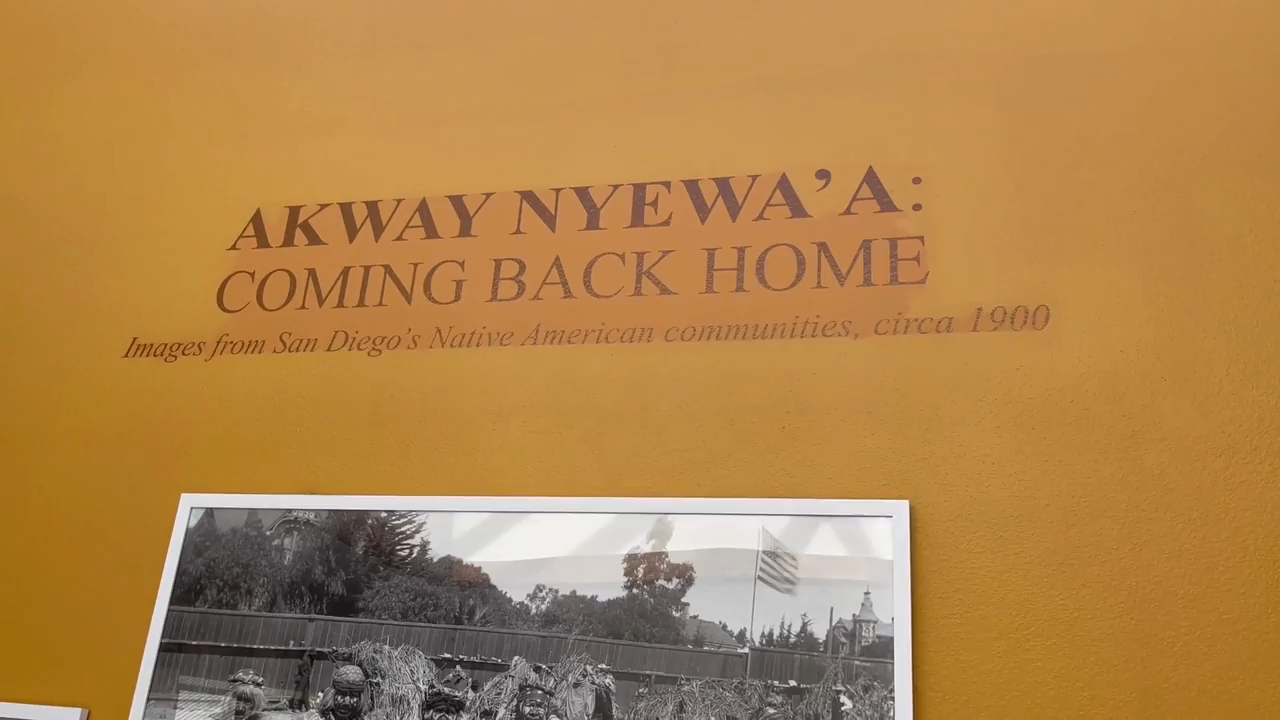 AKWAY NYEWA’A:
COMING BACK HOME
Images from San Diego’s Native American communities, circa 1900